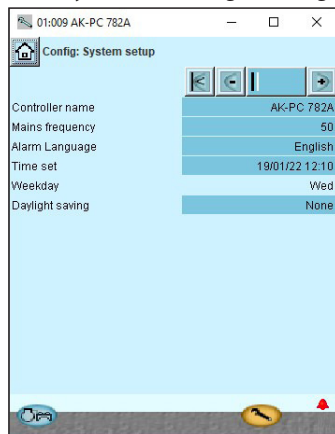 01:009 AK-PC 782A
Config: System setup
Controller name AK-PC 782A
Mains frequency 50
Alarm Language English
Time set 19/01/22 12:10
Weekday Wed
Daylight saving None